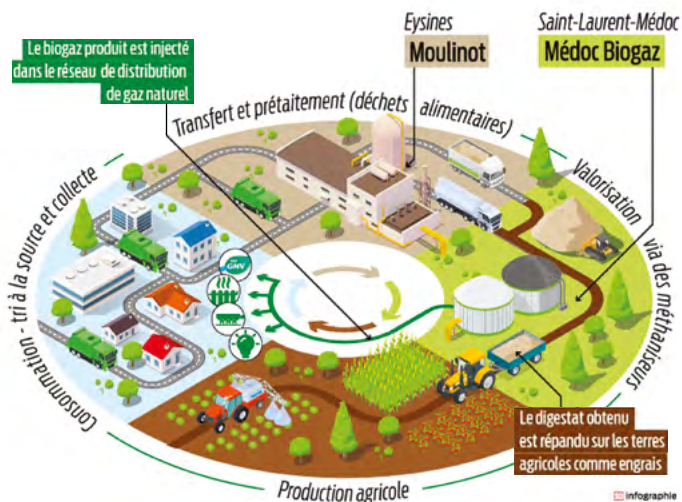 Eysines
Moulinot
Saint-Laurent-Médoc
Médoc Biogaz
Le biogaz produit est injecté
dans le réseau de distribution
de gaz naturel
Transfert et prétaitement (déchets alimentaires)
Valorisation via des méthaniseurs
Consommation - tri à la source et collecte
GNV
Le digestat obtenu
est répandu sur les terres
agricoles comme engrais
Production agricole
infographie